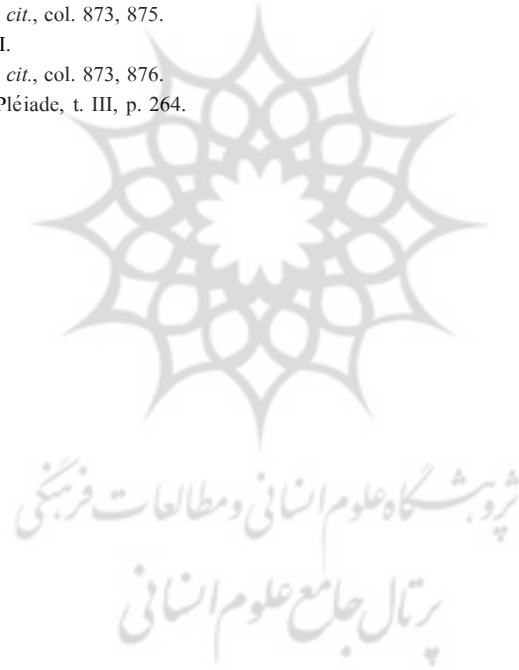 cit., col. 873, 875.
I.
cit., col. 873, 876.
Pléiade, t. III, p. 264.
پژوهشگاه علوم انسانی و مطالعات فرهنگی
پرتال جامع علوم انسانی